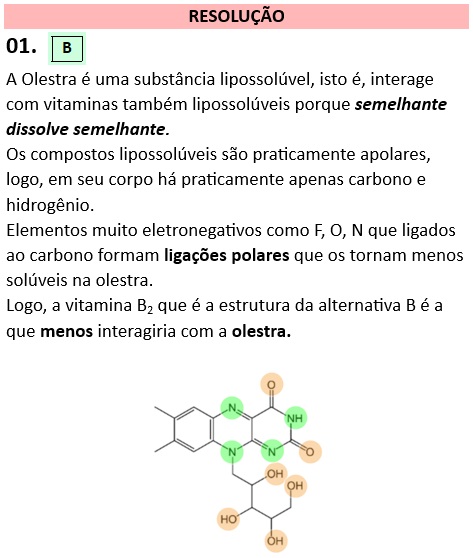 RESOLUÇÃO
01. B
A Olestra é uma substância lipossolúvel, isto é, interage
com vitaminas também lipossolúveis porque semelhante
dissolve semelhante.
Os compostos lipossolúveis são praticamente apolares,
logo, em seu corpo há praticamente apenas carbono e
hidrogênio.
Elementos muito eletronegativos como F, O, N que ligados
ao carbono formam ligações polares que os tornam menos
solúveis na olestra.
Logo, a vitamina B₂ que é a estrutura da alternativa B é a
que menos interagiria com a olestra.
O
N NH
N N O
OH
OH
HO
OH